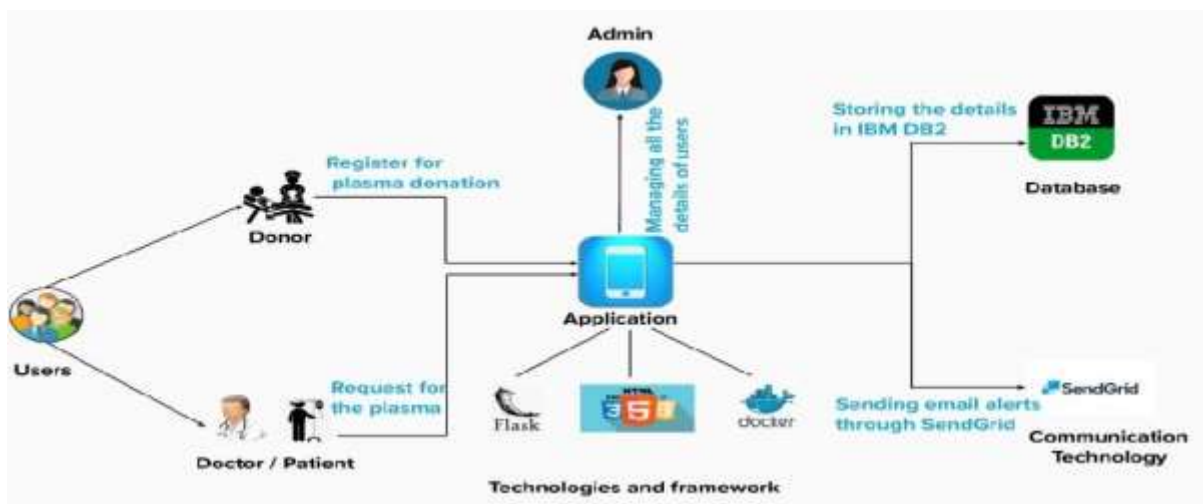 Admin
Managing all the
details of users
Storing the details
in IBM DB2
IBM
DB2
Database
Register for
plasma donation
Donor
Application
Users
Request for
the plasma
Doctor / Patient
Flask
HTML
3 5
docker
Sending email alerts
through SendGrid
SendGrid
Communication
Technology
Technologies and framework